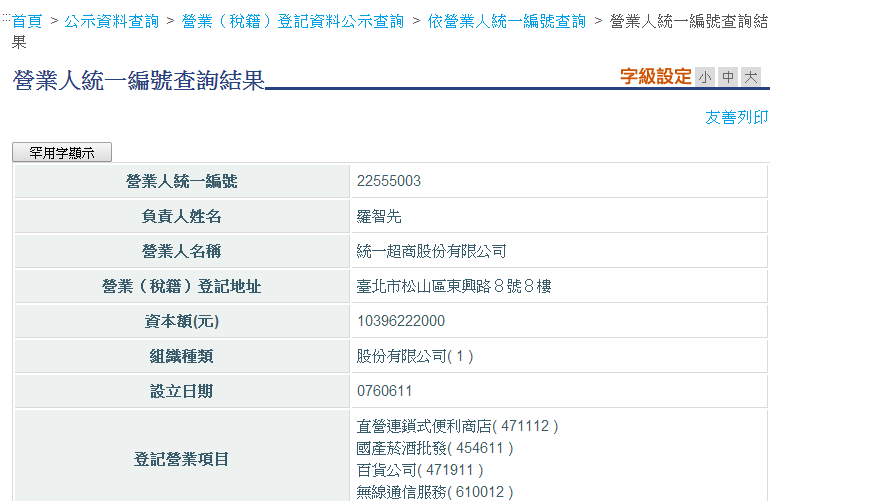 :::首頁 > 公示資料查詢 > 營業（稅籍）登記資料公示查詢 > 依營業人統一編號查詢 > 營業人統一編號查詢結
果
營業人統一編號查詢結果
字級設定 小 中 大
友善列印
罕用字顯示
營業人統一編號 22555003
負責人姓名 羅智先
營業人名稱 統一超商股份有限公司
營業（稅籍）登記地址 臺北市松山區東興路８號８樓
資本額(元) 10396222000
組織種類 股份有限公司( 1 )
設立日期 0760611
登記營業項目 直營連鎖式便利商店( 471112 )
國產菸酒批發( 454611 )
百貨公司( 471911 )
無線通信服務( 610012 )